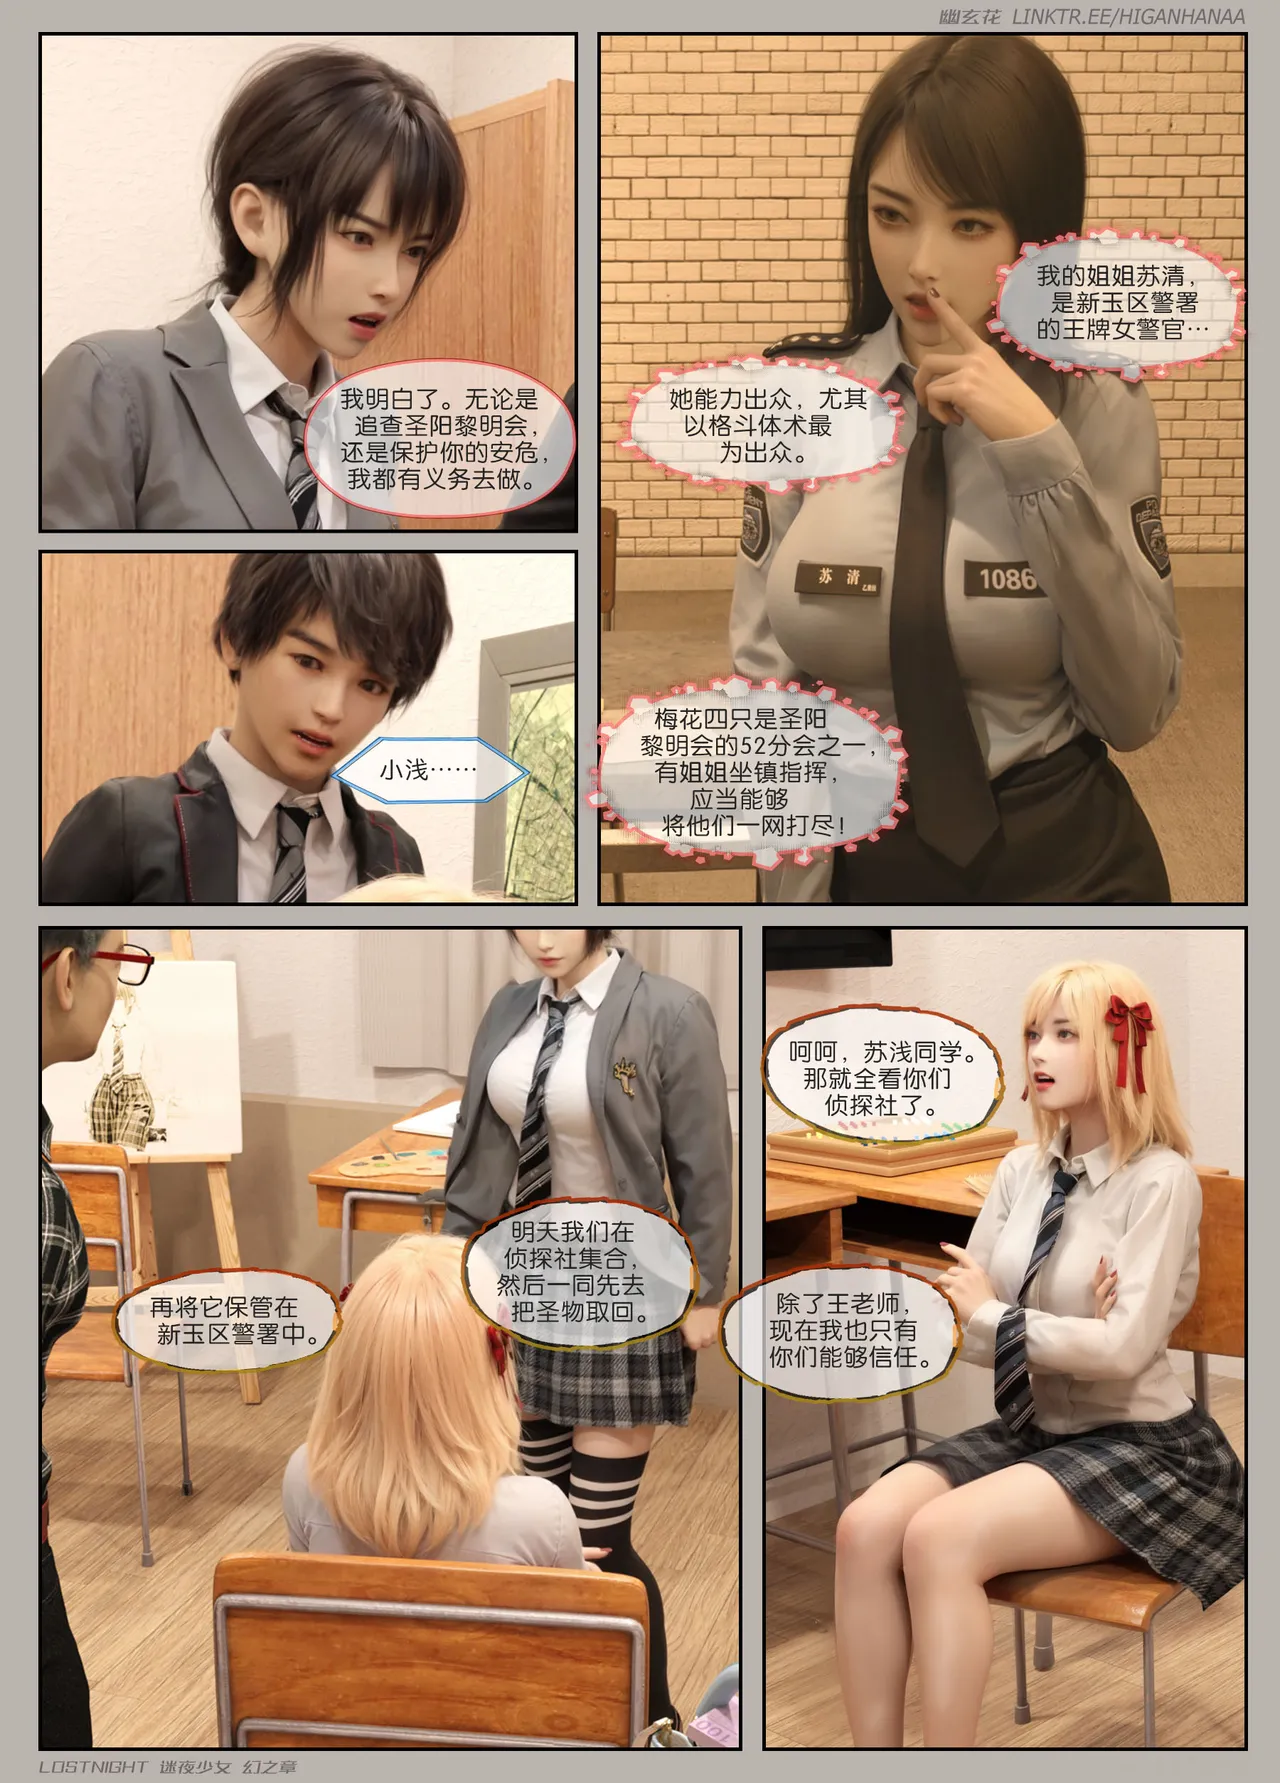 幽玄花 LINKTR.EE/HIGANHANAA
我明白了。无论是
追查圣阳黎明会,
还是保护你的安危,
我都有义务去做。
我的姐姐苏清,
是新玉区警署
的王牌女警官…
她能力出众，尤其
以格斗体术最
为出众。
苏清
1086
梅花四只是圣阳
黎明会的52分会之一,
有姐姐坐镇指挥,
应当能够
将他们一网打尽!
小浅……
明天我们在
侦探社集合,
然后一同先去
把圣物取回。
再将它保管在
新玉区警署中。
呵呵，苏浅同学。
那就全看你们
侦探社了。
除了王老师,
现在我也只有
你们能够信任。
LOSTNIGHT 迷夜少女 幻之章